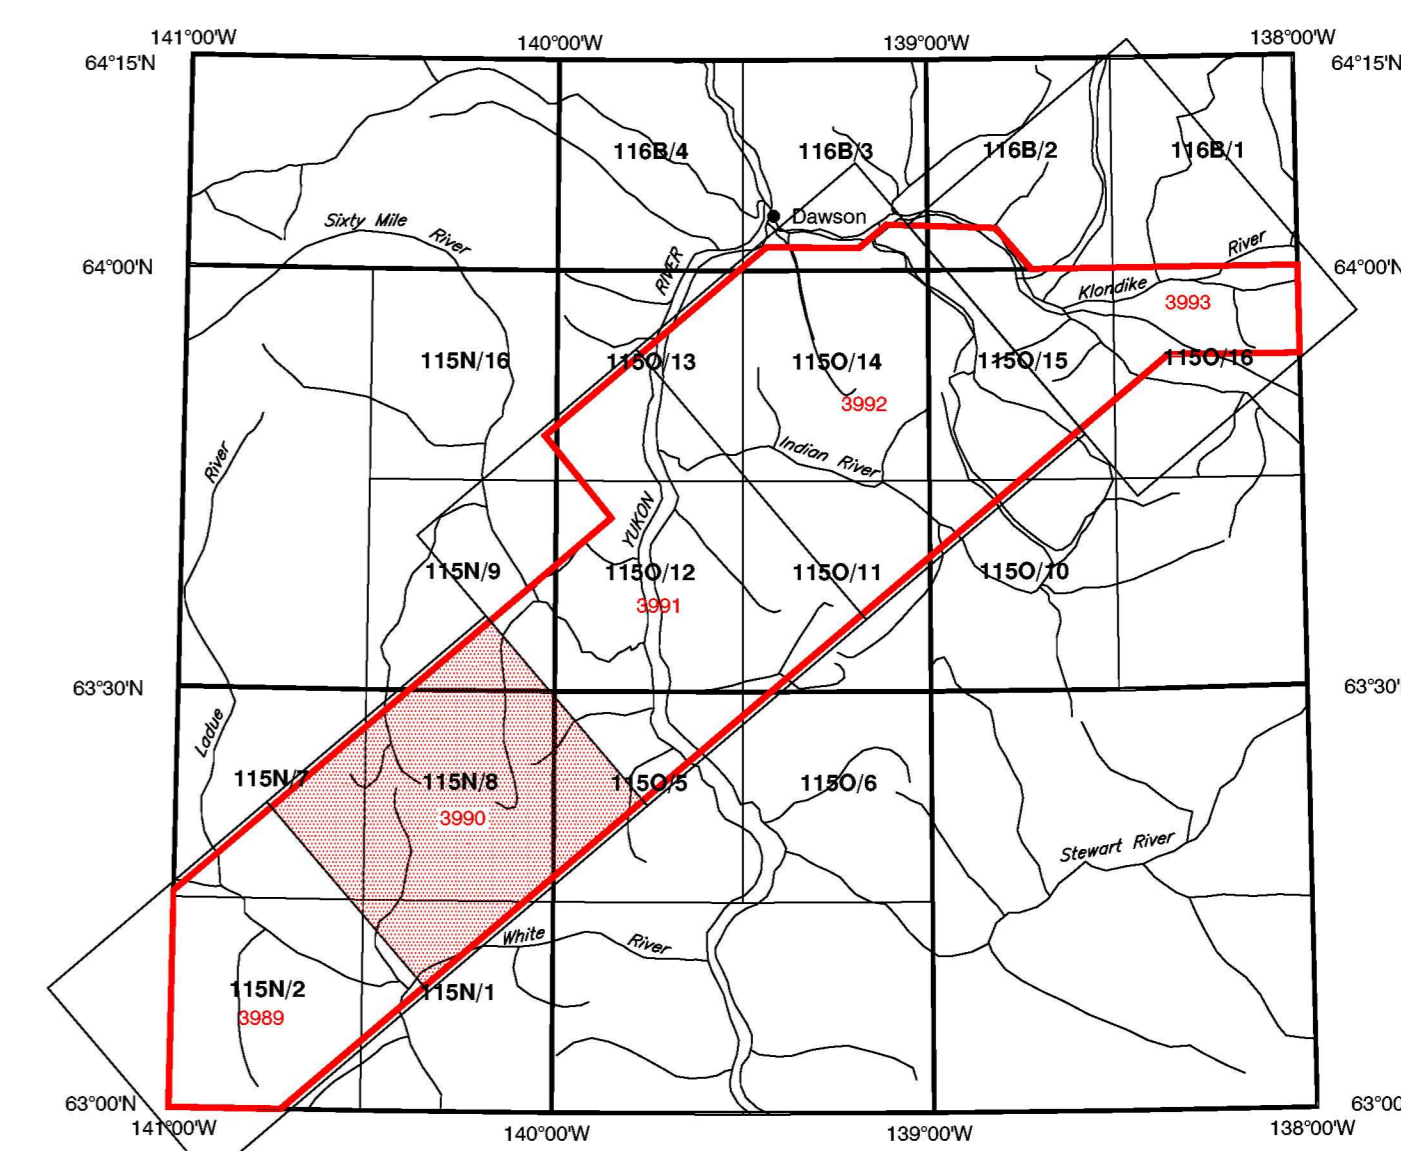 141°00'W 140°00'W 139°00'W 138°00'W
64°15'N 64°15'N
116B/4 116B/3 116B/2 116B/1
Dawson
Sixty Mile River
RIVER
River
64°00'N 64°00'N
Klondike
3993
115N/16 115O/13 115O/14 115O/15 115O/16
3992
Indian River
River
YUKON
115N/9 115O/12 115O/11 115O/10
3991
63°30'N 63°30'
Ladue
115N/7 115N/8 115O/5 115O/6
3990
Stewart River
White River
115N/2 115N/1
3989
63°00'N 63°00
141°00'W 140°00'W 139°00'W 138°00'W